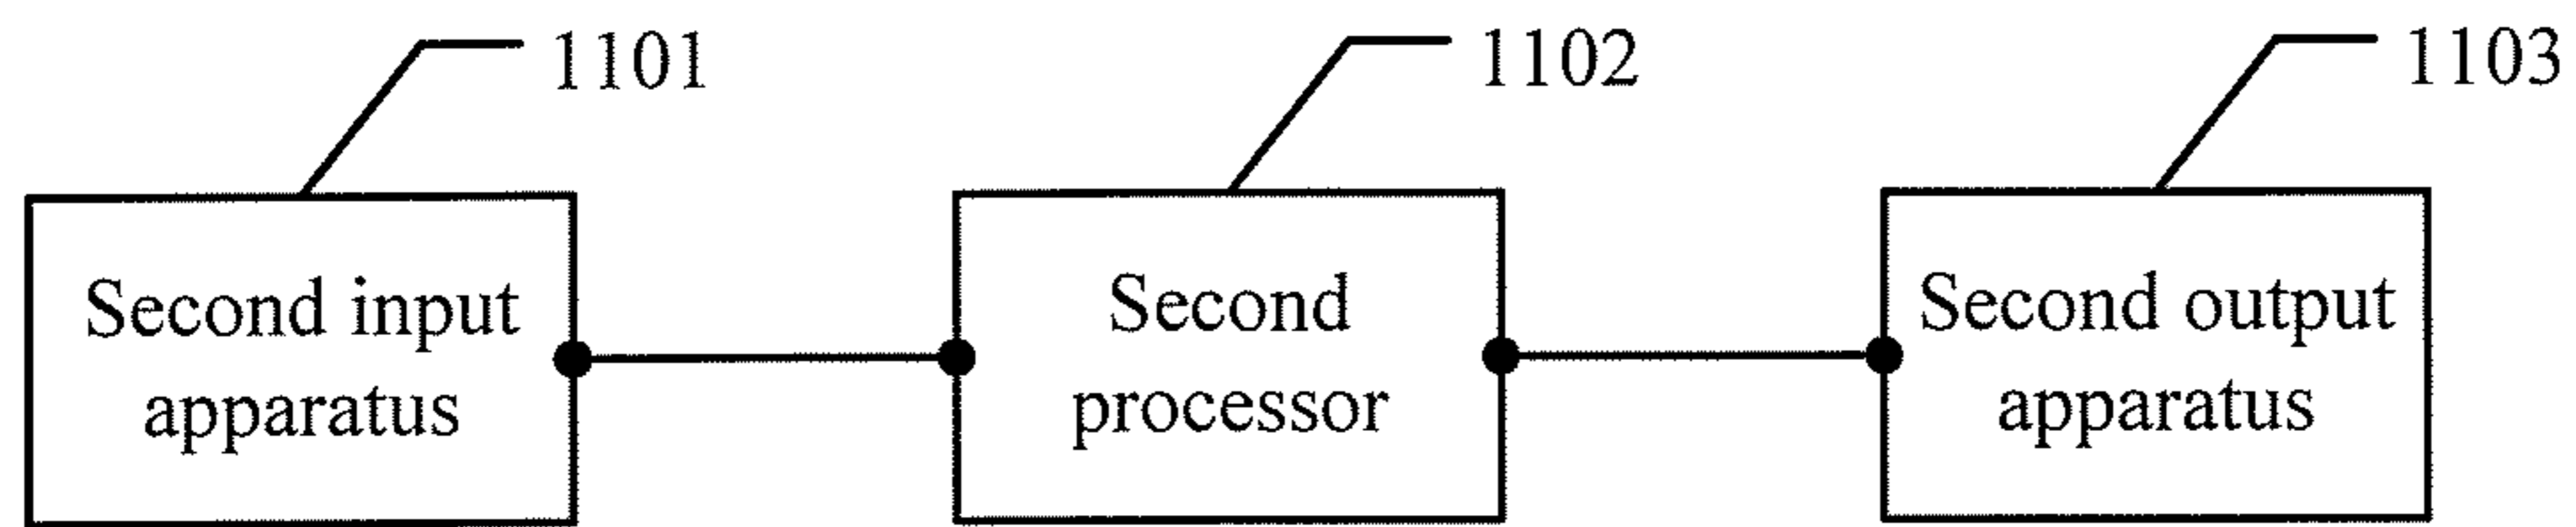 1101
1102
1103
Second input
apparatus
Second
processor
Second output
apparatus